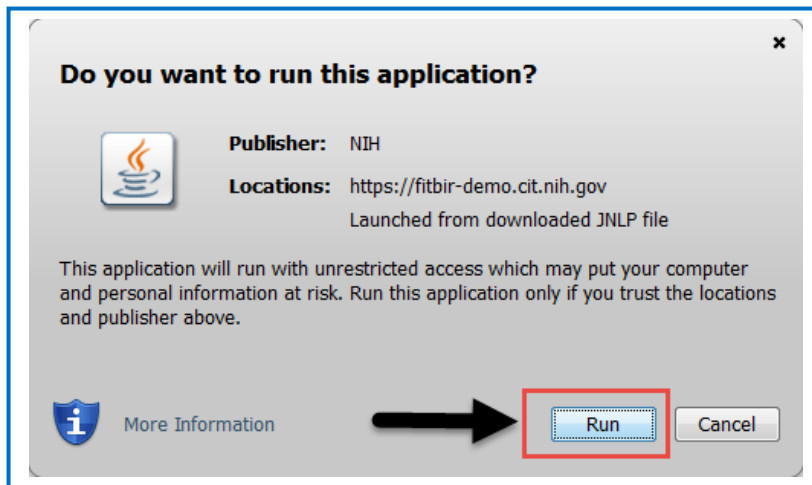 Do you want to run this application?
Publisher: NIH
Locations: https://fitbir-demo.cit.nih.gov
Launched from downloaded JNLP file
This application will run with unrestricted access which may put your computer
and personal information at risk. Run this application only if you trust the locations
and publisher above.
More Information
Run
Cancel